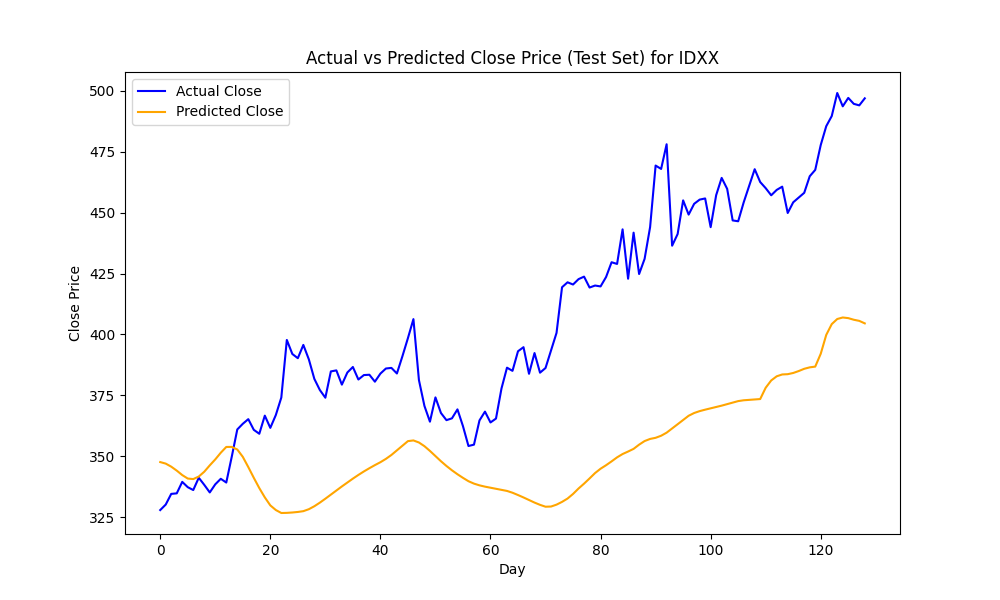 Actual vs Predicted Close Price (Test Set) for IDXX
Actual Close
Predicted Close
500
475
450
425
400
375
350
325
Close Price
0 20 40 60 80 100 120
Day